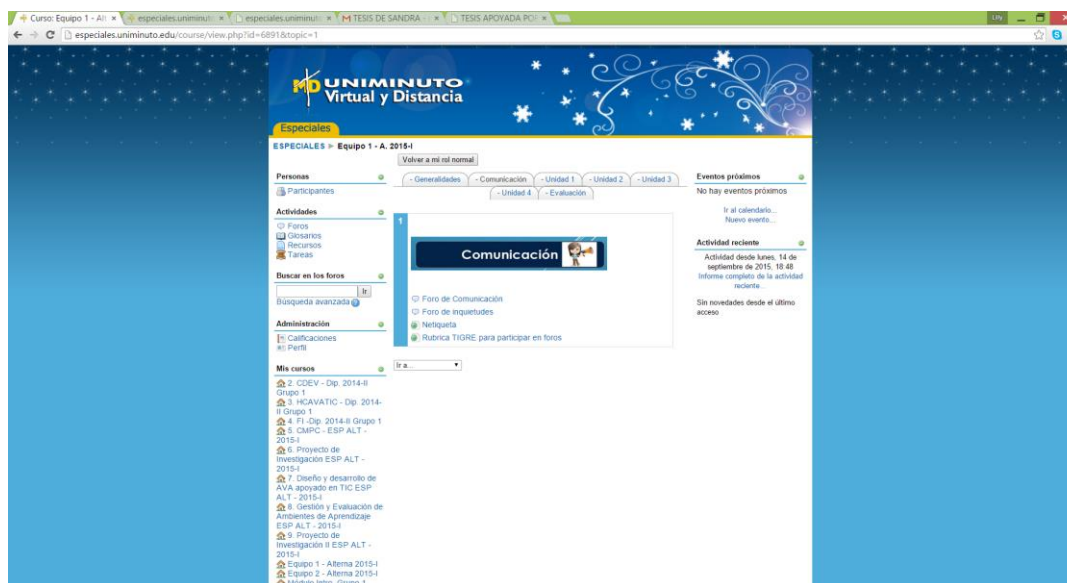 Curso: Equipo 1 - Alt
especiales.uniminuto
especiales.uniminuto
TESIS DE SANDRA
TESIS APOYADA POR
especiales.uniminuto.edu/course/view.php?id=6891&topic=1
UNIMINUTO
Virtual y Distancia
Especiales
ESPECIALES ► Equipo 1 - A. 2015-I
Volver a mi rol normal
Personas
Participantes
Actividades
Foros
Glosarios
Recursos
Tareas
Buscar en los foros
Ir
Búsqueda avanzada
Administración
Calificaciones
Perfil
Mis cursos
2. CDEV - Dip. 2014-II
Grupo 1
3. HCAVATIC - Dip. 2014-
II Grupo 1
4. FI -Dip. 2014-II Grupo 1
5. CMPC - ESP ALT -
2015-I
6. Proyecto de
Investigación ESP ALT -
2015-I
7. Diseño y desarrollo de
AVA apoyado en TIC ESP
ALT - 2015-I
8. Gestión y Evaluación de
Ambientes de Aprendizaje
ESP ALT - 2015-I
9. Proyecto de
Investigación II ESP ALT -
2015-I
Equipo 1 - Alterna 2015-I
Equipo 2 - Alterna 2015-I
- Generalidades - Comunicación - Unidad 1 - Unidad 2 - Unidad 3
- Unidad 4 - Evaluación
1
Comunicación
Foro de Comunicación
Foro de inquietudes
Netiqueta
Rubrica TIGRE para participar en foros
Ir a...
Eventos próximos
No hay eventos próximos
Ir al calendario...
Nuevo evento...
Actividad reciente
Actividad desde lunes, 14 de
septiembre de 2015, 18:48
Informe completo de la actividad
reciente...
Sin novedades desde el último
acceso